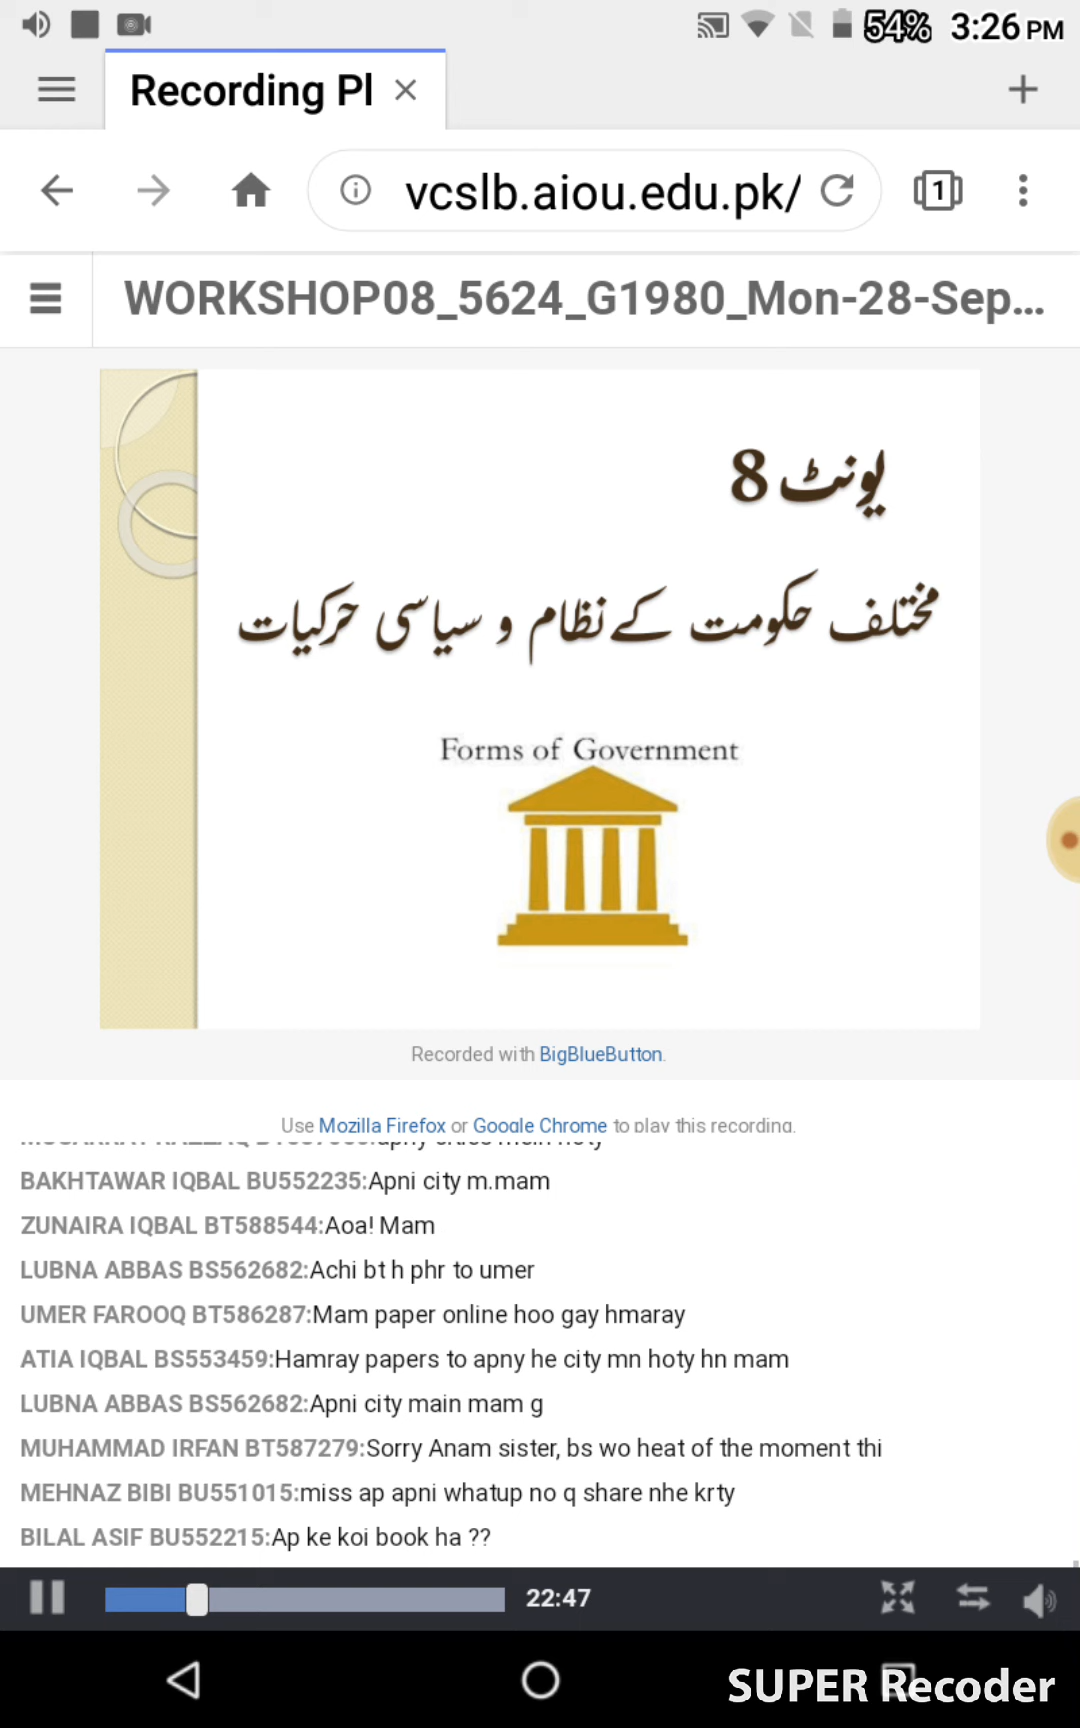 54% 3:26 PM
Recording Pl
vcslb.aiou.edu.pk/
1
WORKSHOP08_5624_G1980_Mon-28-Sep...
یونٹ 8
مختلف حکومت کے نظام و سیاسی حرکیات
Forms of Government
Recorded with BigBlueButton.
Use Mozilla Firefox or Google Chrome to play this recording.
BAKHTAWAR IQBAL BU552235:Apni city m.mam
ZUNAIRA IQBAL BT588544:Aoa! Mam
LUBNA ABBAS BS562682:Achi bt h phr to umer
UMER FAROOQ BT586287:Mam paper online hoo gay hmaray
ATIA IQBAL BS553459:Hamray papers to apny he city mn hoty hn mam
LUBNA ABBAS BS562682:Apni city main mam g
MUHAMMAD IRFAN BT587279:Sorry Anam sister, bs wo heat of the moment thi
MEHNAZ BIBI BU551015:miss ap apni whatup no q share nhe krty
BILAL ASIF BU552215:Ap ke koi book ha ??
22:47
SUPER Recoder